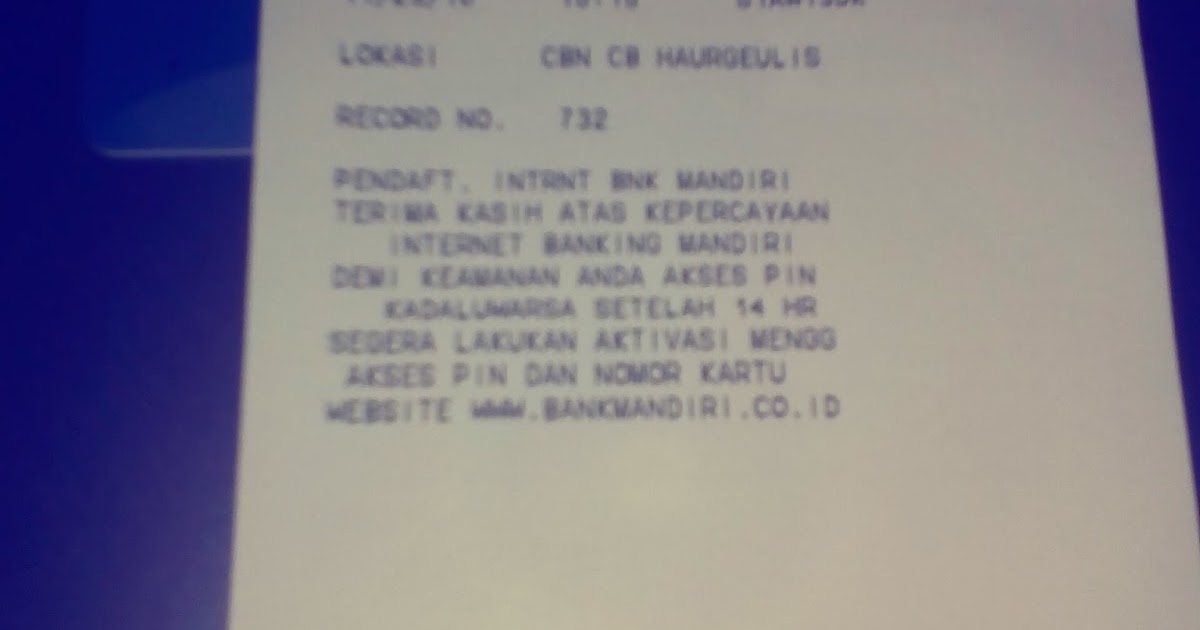 LOKASI CBN CB HAURGEULIS
RECORD NO. 732
PENDAFT. INTRNT BNK MANDIRI
TERIMA KASIH ATAS KEPERCAYAAN
INTERNET BANKING MANDIRI
DEMI KEAMANAN ANDA AKSES PIN
KADALUWARSA SETELAH 14 HR
SEGERA LAKUKAN AKTIVASI MENGG
AKSES PIN DAN NOMOR KARTU
WEBSITE WWW.BANKMANDIRI.CO.ID